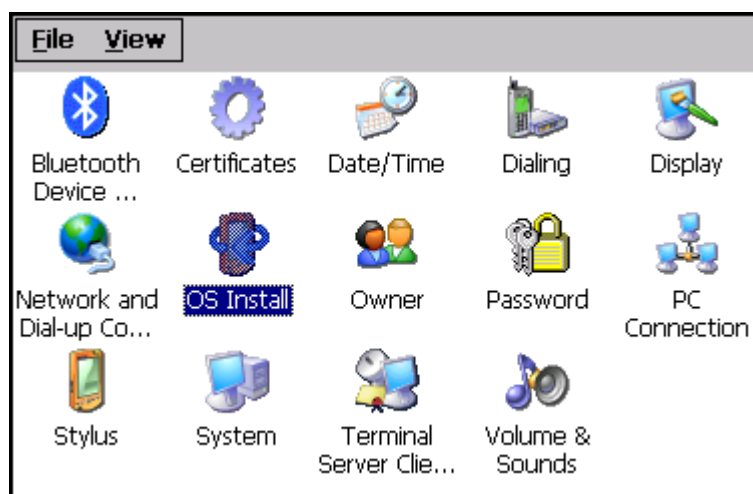 File View
Bluetooth Device ...
Certificates
Date/Time
Dialing
Display
Network and Dial-up Co...
OS Install
Owner
Password
PC Connection
Stylus
System
Terminal Server Clie...
Volume & Sounds